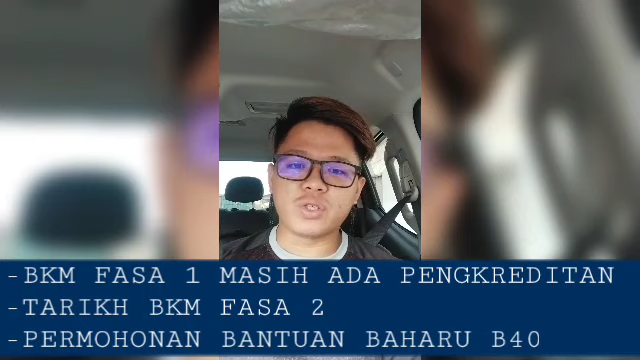 -BKM FASA 1 MASIH ADA PENGKREDITAN
-TARIKH BKM FASA 2
-PERMOHONAN BANTUAN BAHARU B40